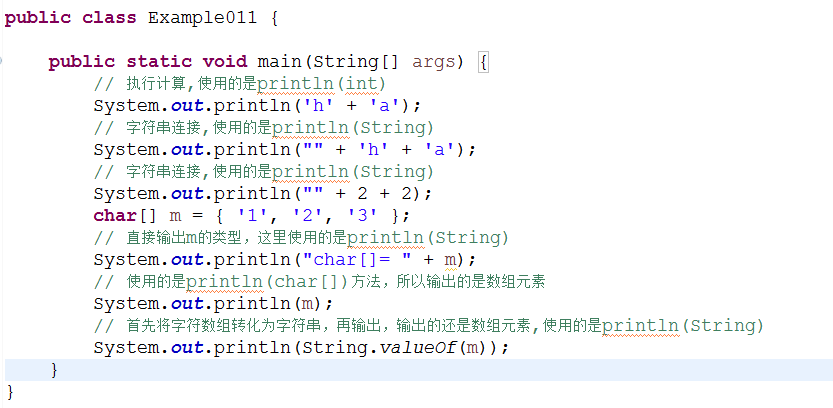 public class Example011 {
public static void main(String[] args) {
// 执行计算,使用的是println(int)
System.out.println('h' + 'a');
// 字符串连接,使用的是println(String)
System.out.println("" + 'h' + 'a');
// 字符串连接,使用的是println(String)
System.out.println("" + 2 + 2);
char[] m = { '1', '2', '3' };
// 直接输出m的类型，这里使用的是println(String)
System.out.println("char[]= " + m);
// 使用的是println(char[])方法，所以输出的是数组元素
System.out.println(m);
// 首先将字符数组转化为字符串，再输出，输出的还是数组元素,使用的是println(String)
System.out.println(String.valueOf(m));
}
}